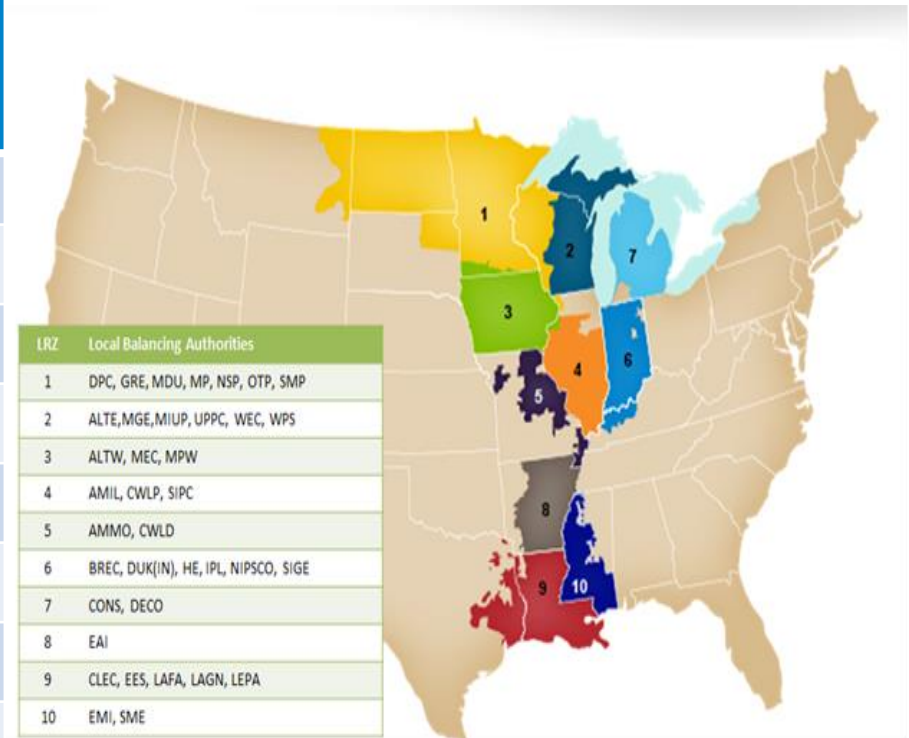 1
2
7
3
4
6
5
8
9
10
LRZ Local Balancing Authorities
1 DPC, GRE, MDU, MP, NSP, OTP, SMP
2 ALTE,MGE,MIUP, UPPC, WEC, WPS
3 ALTW, MEC, MPW
4 AMIL, CWLP, SIPC
5 AMMO, CWLD
6 BREC, DUK(IN), HE, IPL, NIPSCO, SIGE
7 CONS, DECO
8 EAI
9 CLEC, EES, LAFA, LAGN, LEPA
10 EMI, SME